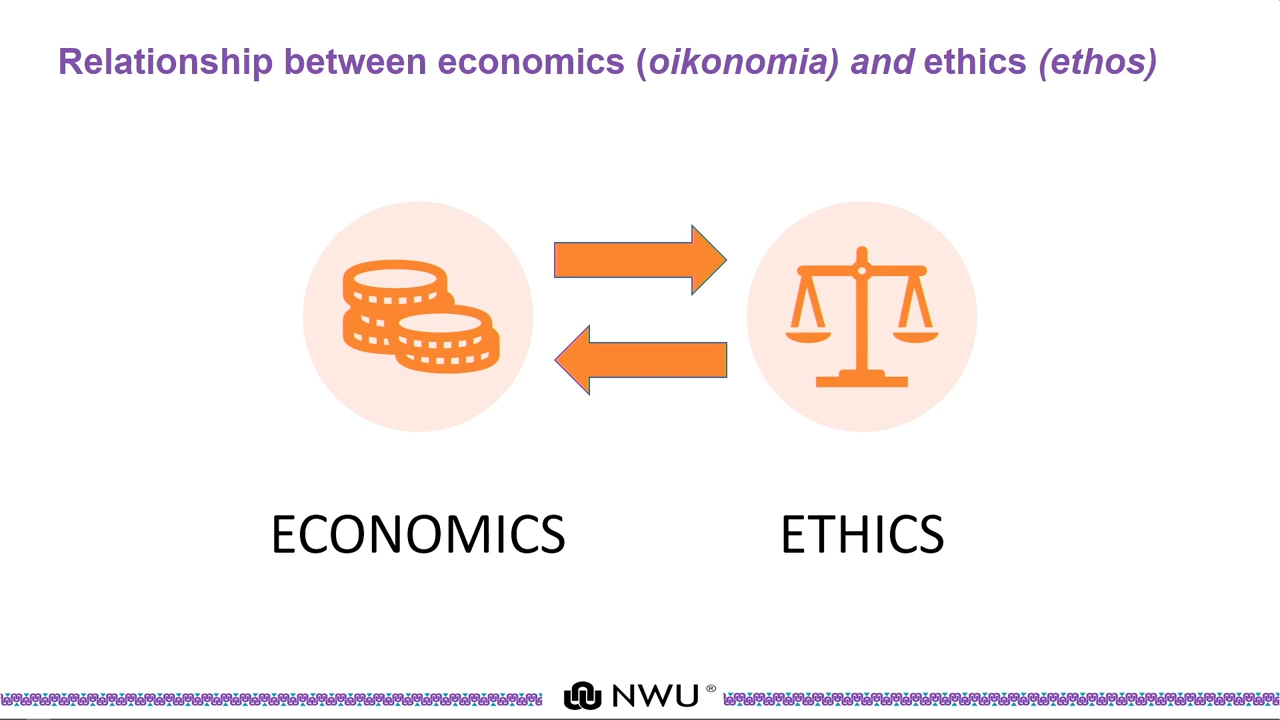 Relationship between economics (oikonomia) and ethics (ethos)
ECONOMICS
ETHICS
NWU®